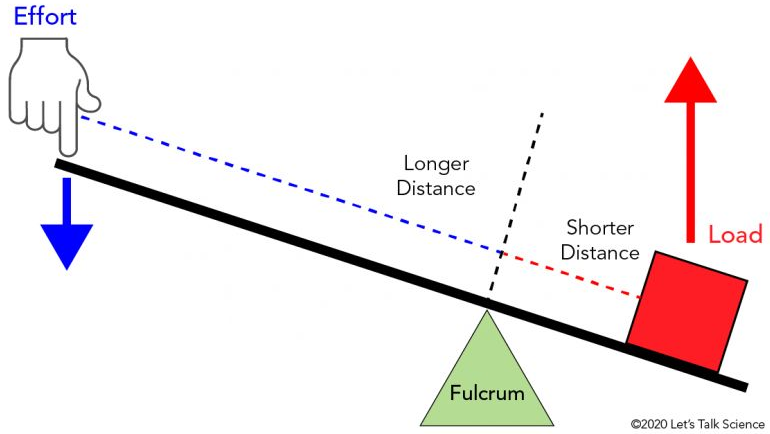 Effort
Longer
Distance
Shorter
Distance
Load
Fulcrum
©2020 Let's Talk Science